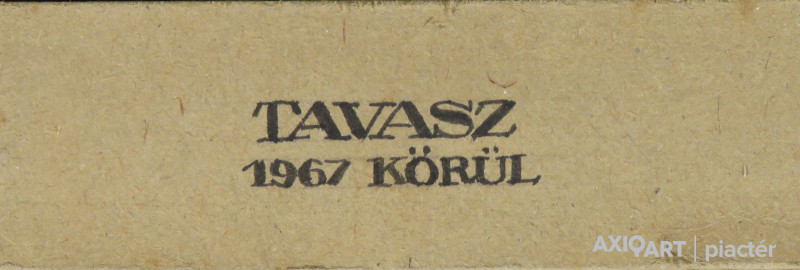 TAVASZ
1967 KÖRÜL
AXIOART | piactér